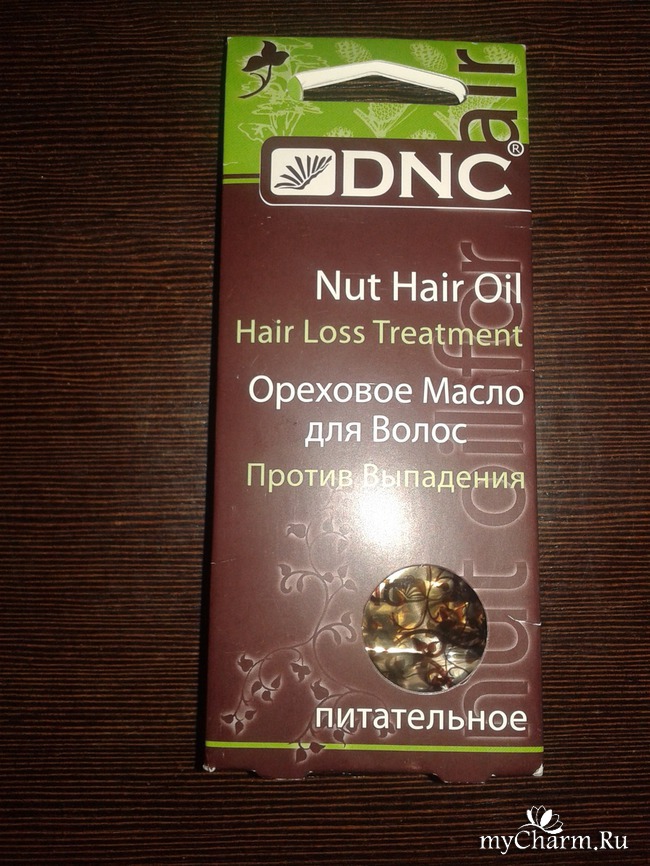 DNC®
Nut Hair Oil
Hair Loss Treatment
Ореховое Масло
для Волос
Против Выпадения
питательное
nut oil for hair
myCharm.Ru